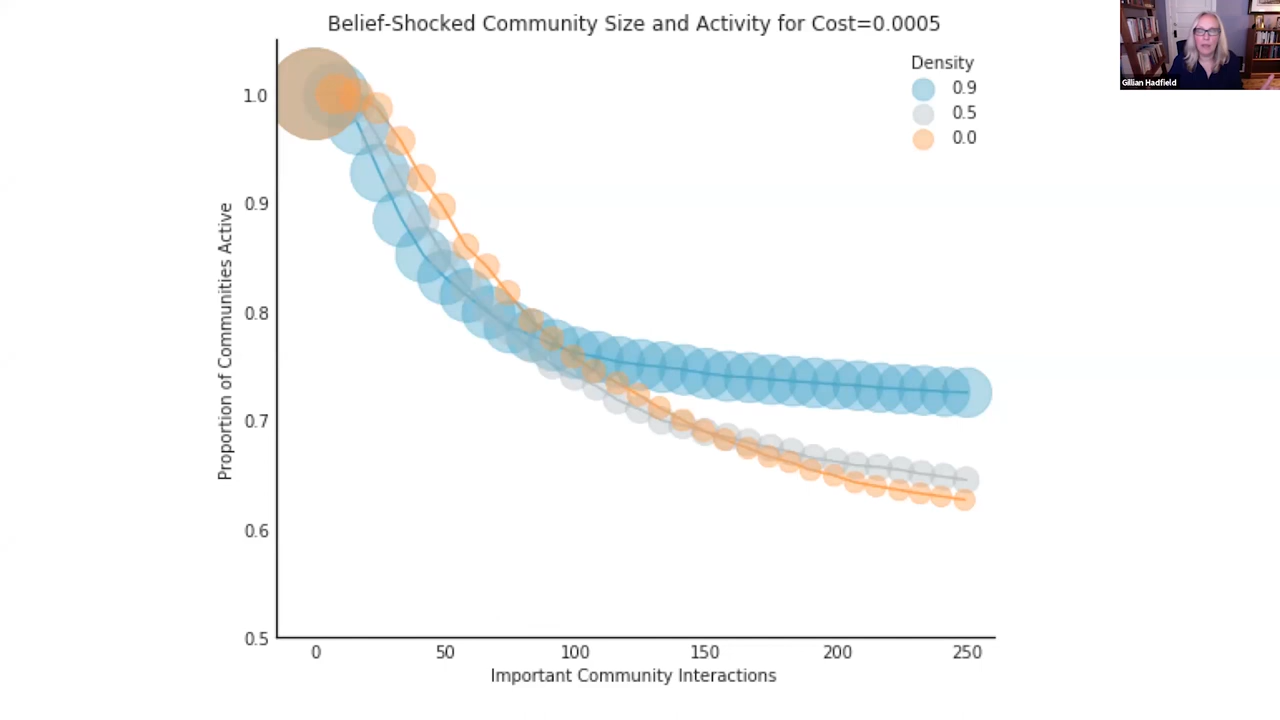 Belief-Shocked Community Size and Activity for Cost=0.0005
Gillian Hadfield
Density
0.9
0.5
0.0
1.0
0.9
0.8
0.7
0.6
0.5
Proportion of Communities Active
0 50 100 150 200 250
Important Community Interactions